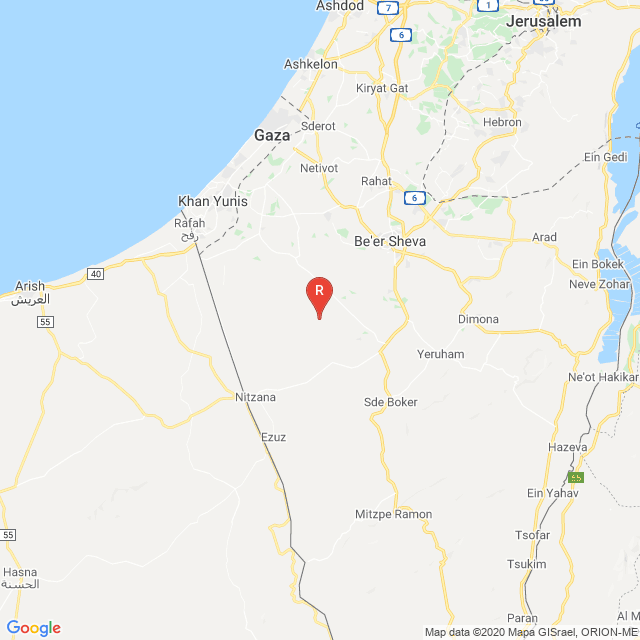 Ashdod
7
1
Jerusalem
6
Ashkelon
Kiryat Gat
Hebron
Sderot
Gaza
Ein Gedi
Netivot
Rahat
6
Khan Yunis
Rafah
رفح
Be'er Sheva
Arad
Ein Bokek
40
Arish
العريش
Neve Zohar
R
55
Dimona
Yeruham
Ne'ot Hakikar
Nitzana
Sde Boker
Ezuz
Hazeva
Ein Yahav
Mitzpe Ramon
55
Tsofar
Tsukim
Hasna
الحسنة
Paran
Al M
Google
Map data ©2020 Mapa GISrael, ORION-ME